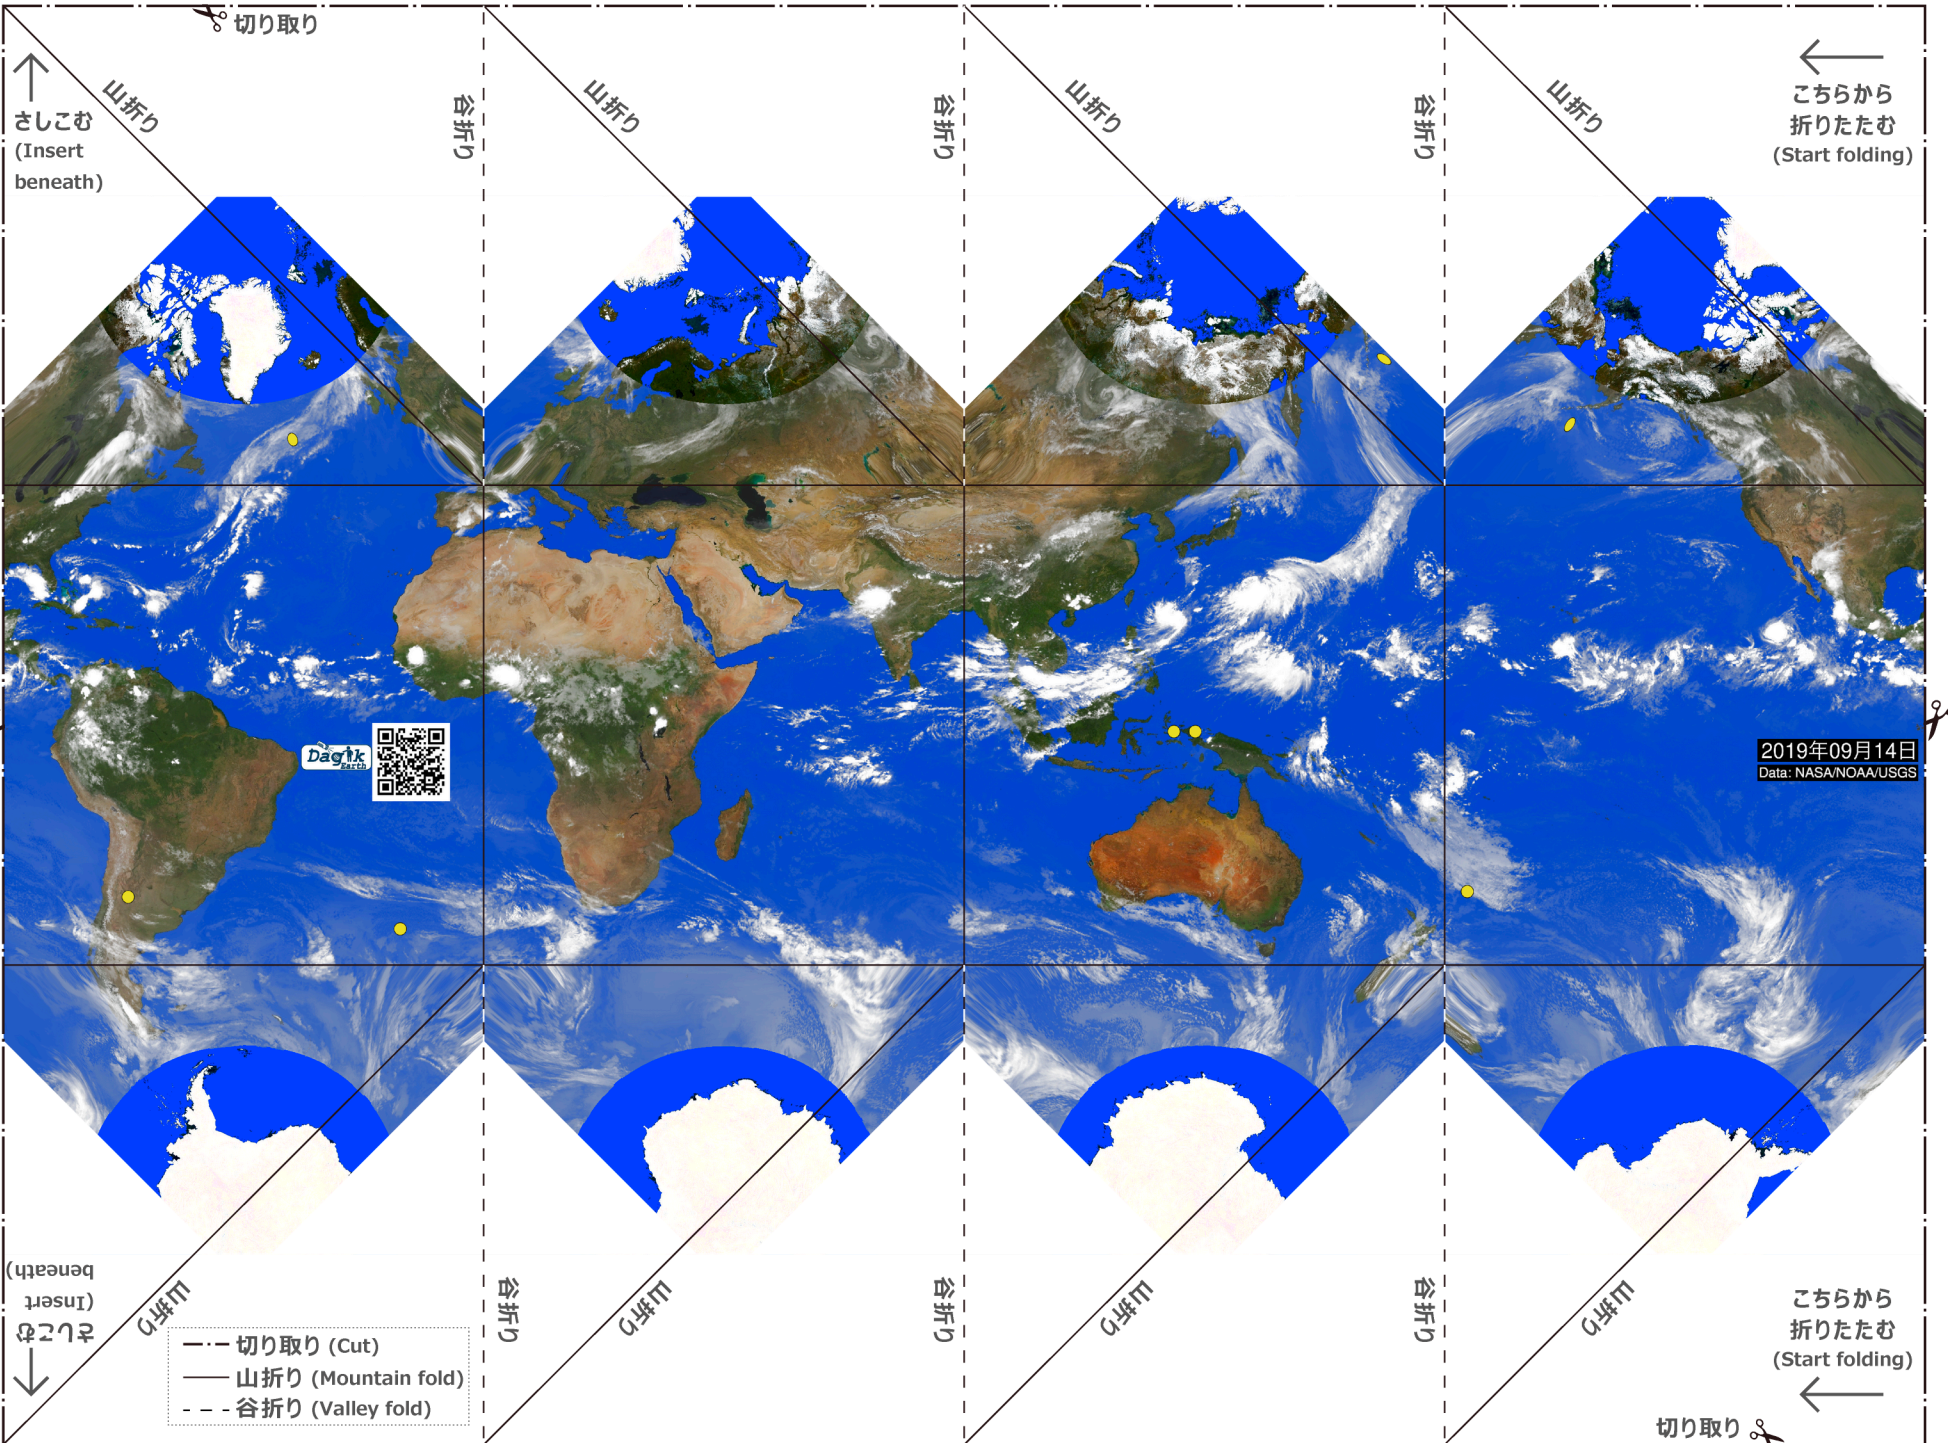 切り取り
さしこむ
(Insert
beneath)
山折り
谷折り
山折り
谷折り
山折り
谷折り
山折り
こちらから
折りたたむ
(Start folding)
Dagik
Earth
2019年09月14日
Data: NASA/NOAA/USGS
さしこむ
(Insert
beneath)
山折り
谷折り
山折り
谷折り
山折り
谷折り
山折り
こちらから
折りたたむ
(Start folding)
切り取り (Cut)
山折り (Mountain fold)
谷折り (Valley fold)
切り取り